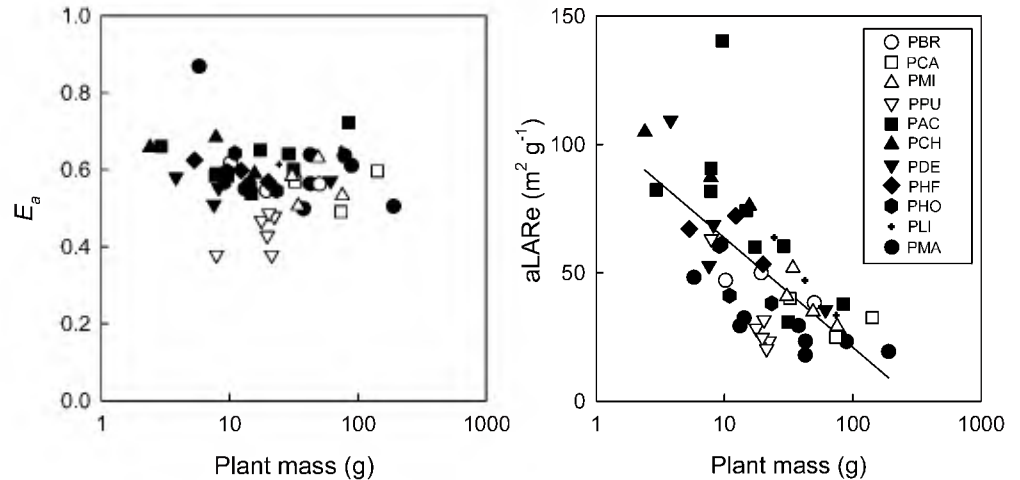 1.0
0.8
0.6
0.4
0.2
0.0
E_a
1 10 100 1000
Plant mass (g)
150
100
50
0
aLARe (m² g⁻¹)
1 10 100 1000
Plant mass (g)
PBR
PCA
PMI
PPU
PAC
PCH
PDE
PHF
PHO
PLI
PMA